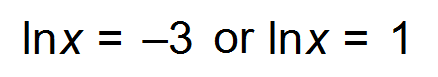 lnx = –3 or lnx = 1